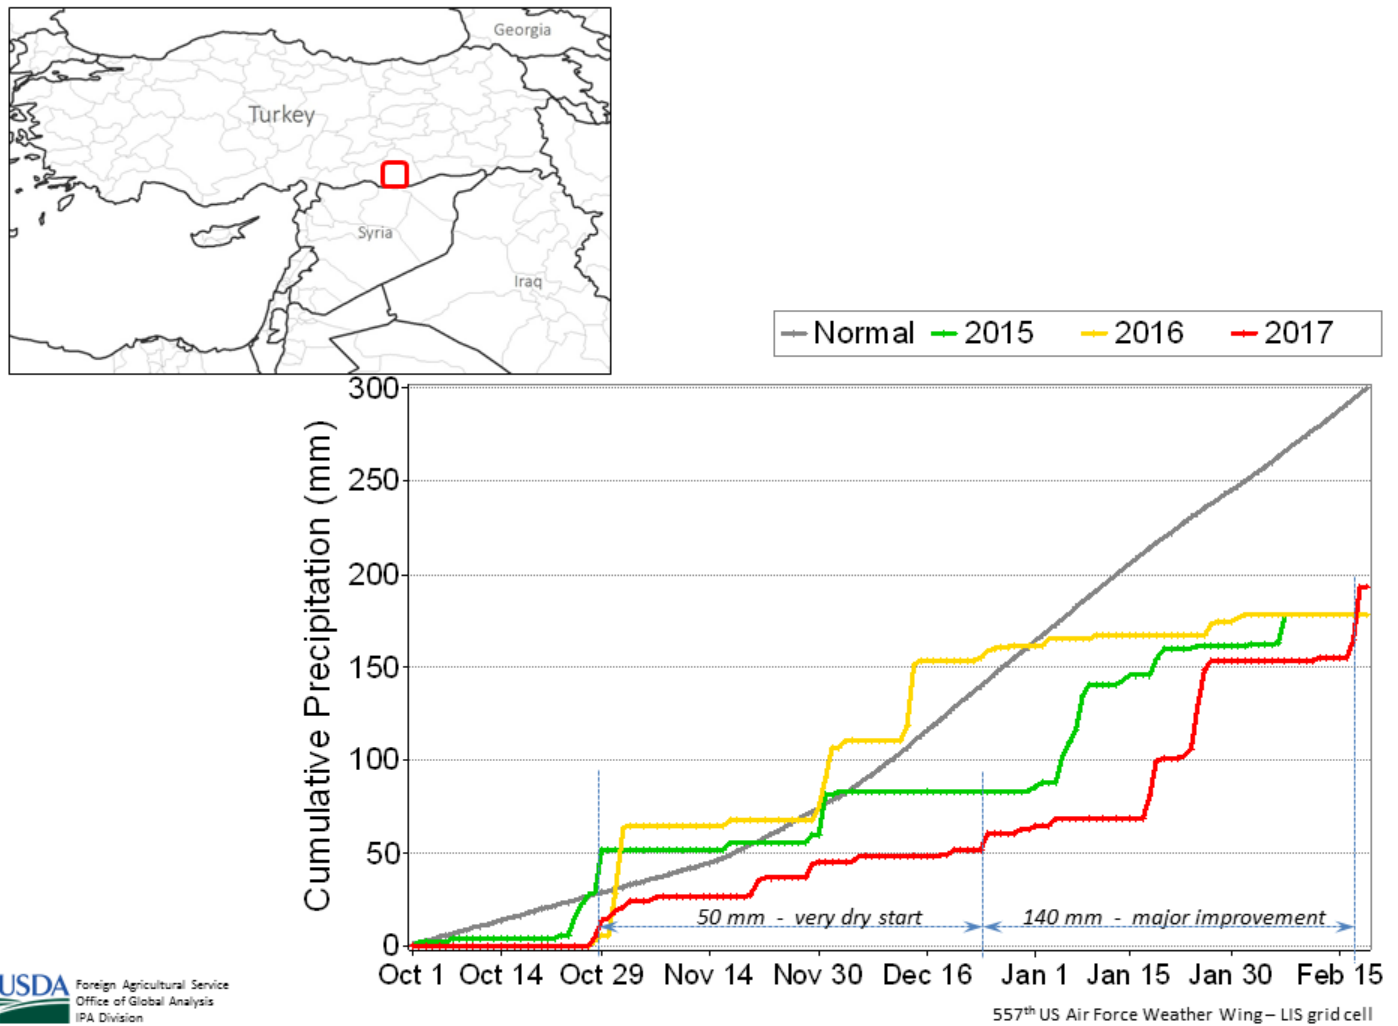 Georgia
Turkey
Syria
Iraq
Normal 2015 2016 2017
Cumulative Precipitation (mm)
300
250
200
150
100
50
0
50 mm - very dry start
140 mm - major improvement
Oct 1 Oct 14 Oct 29 Nov 14 Nov 30 Dec 16 Jan 1 Jan 15 Jan 30 Feb 15
USDA
Foreign Agricultural Service
Office of Global Analysis
IPA Division
557th US Air Force Weather Wing – LIS grid cell